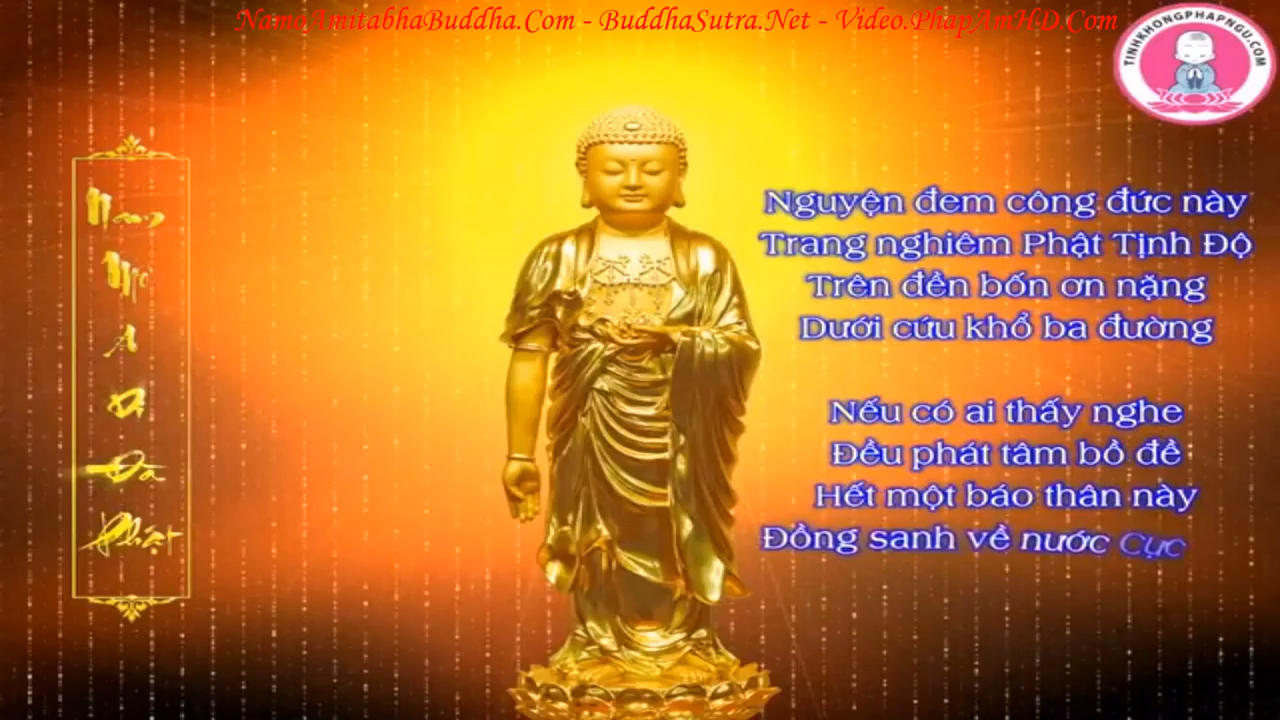 NamoAmitabhaBuddha.Com - BuddhaSutra.Net - Video.PhapAmHD.Com
TINHKHONGPHAPNGU.COM
Nam
Mô
A
Di
Đà
Phật
Nguyện đem công đức này
Trang nghiêm Phật Tịnh Độ
Trên đền bốn ơn nặng
Dưới cứu khổ ba đường
Nếu có ai thấy nghe
Đều phát tâm bồ đề
Hết một báo thân này
Đồng sanh về nước Cực